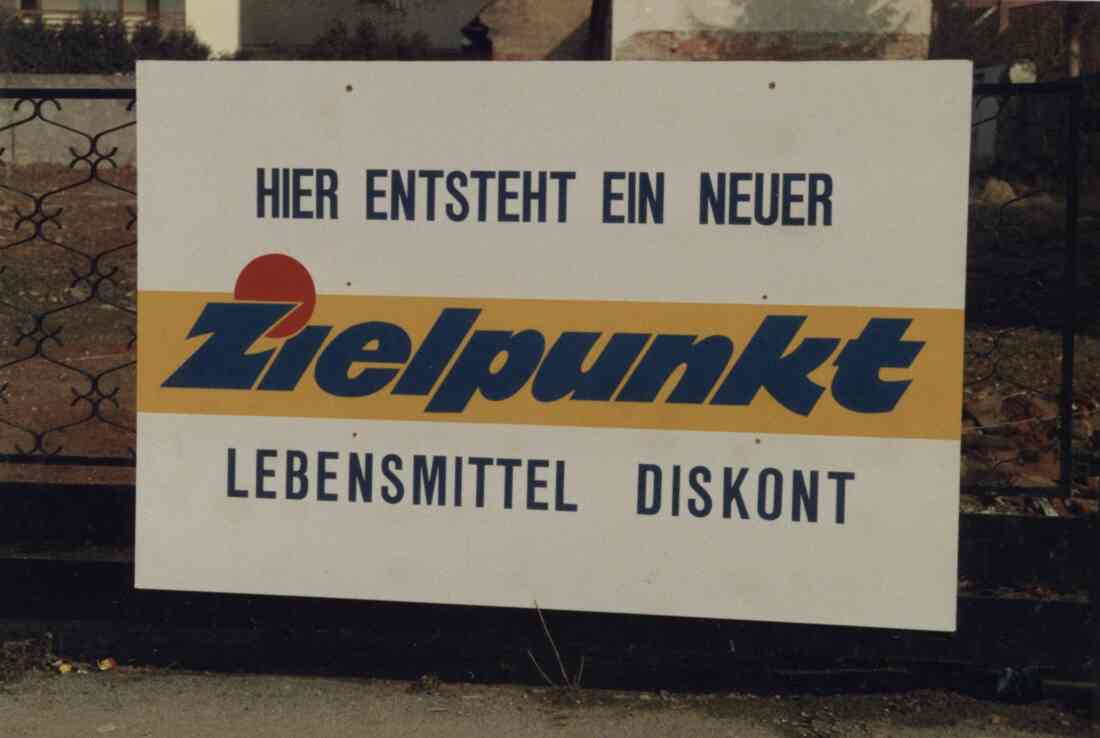 HIER ENTSTEHT EIN NEUER
Zielpunkt
LEBENSMITTEL DISKONT